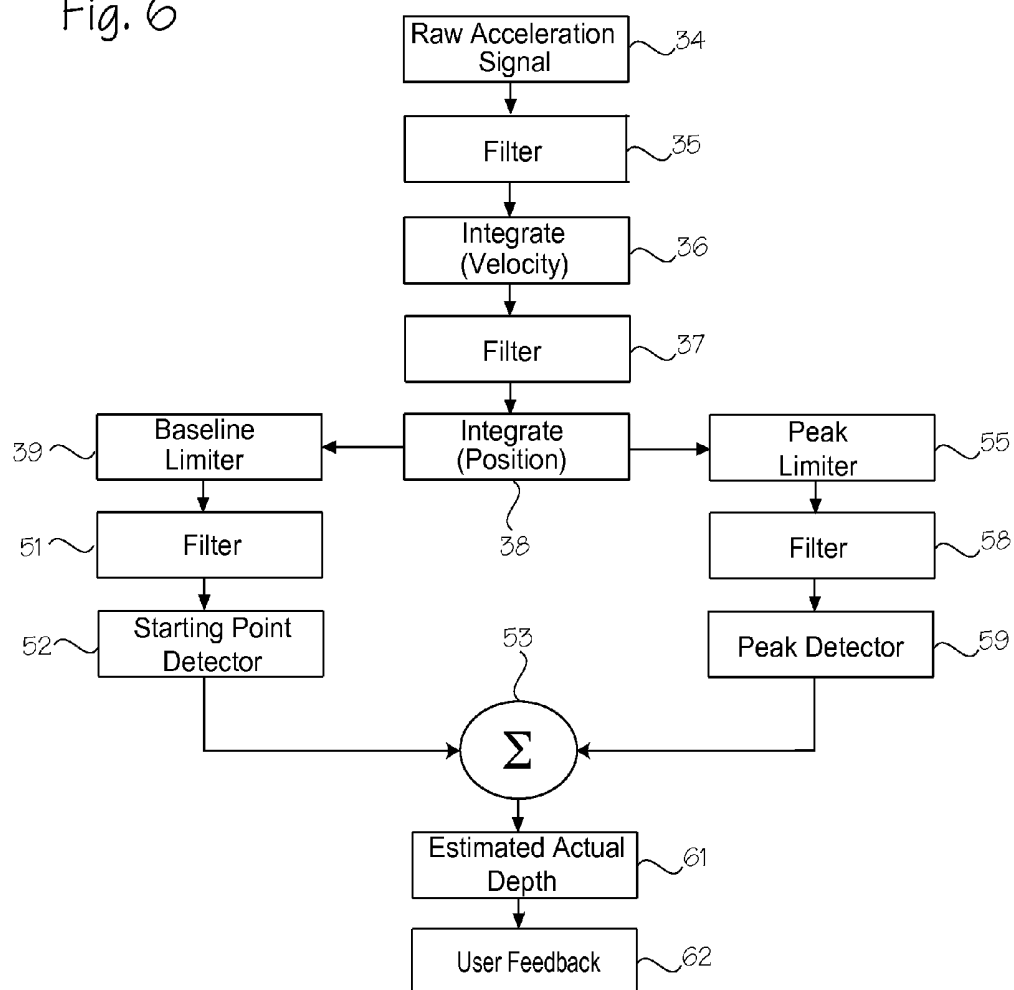 Fig. 6
Raw Acceleration
Signal
34
Filter
35
Integrate
(Velocity)
36
Filter
37
39
Baseline
Limiter
Integrate
(Position)
38
Peak
Limiter
55
51
Filter
Filter
58
52
Starting Point
Detector
53
Peak Detector
59
Σ
Estimated Actual
Depth
61
User Feedback
62